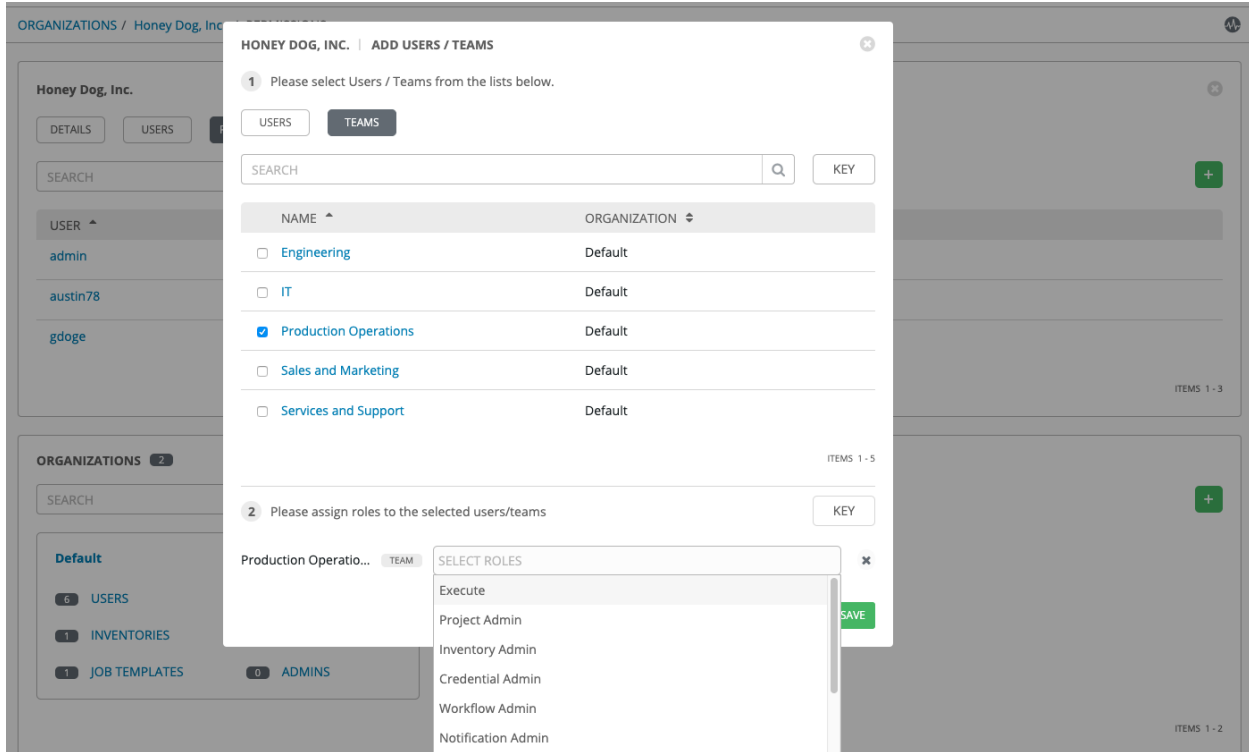 ORGANIZATIONS / Honey Dog, Inc
HONEY DOG, INC. | ADD USERS / TEAMS
1 Please select Users / Teams from the lists below.
USERS TEAMS
SEARCH KEY
NAME ORGANIZATION
Engineering Default
IT Default
Production Operations Default
Sales and Marketing Default
Services and Support Default
ITEMS 1 - 5
2 Please assign roles to the selected users/teams KEY
Production Operatio... TEAM SELECT ROLES
Execute
SAVE
Project Admin
Inventory Admin
Credential Admin
Workflow Admin
Notification Admin
Honey Dog, Inc.
DETAILS USERS
SEARCH
+
USER
admin
austin78
gdoge
ITEMS 1 - 3
ORGANIZATIONS 2
SEARCH
+
Default
6 USERS
1 INVENTORIES
1 JOB TEMPLATES 0 ADMINS
ITEMS 1 - 2